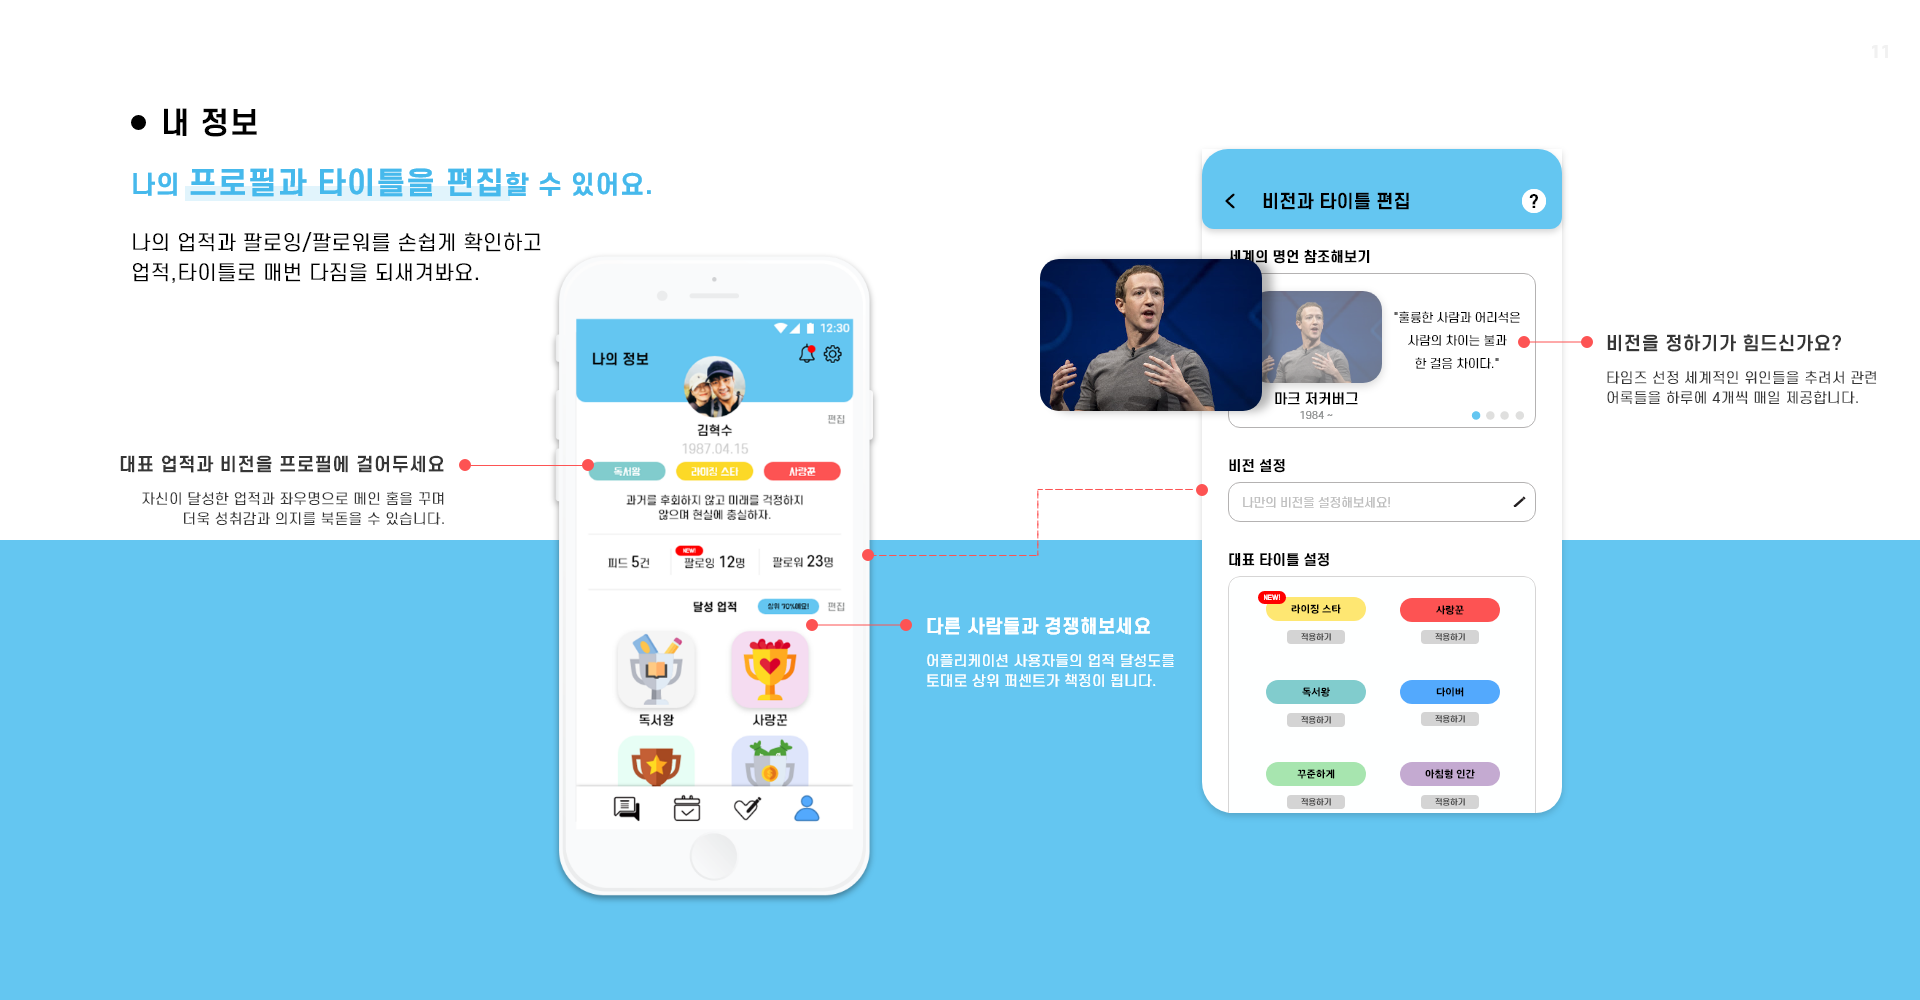 11
내 정보
나의 프로필과 타이틀을 편집할 수 있어요.
나의 업적과 팔로잉/팔로워를 손쉽게 확인하고
업적,타이틀로 매번 다짐을 되새겨봐요.
대표 업적과 비전을 프로필에 걸어두세요
자신이 달성한 업적과 좌우명으로 메인 홈을 꾸며
더욱 성취감과 의지를 북돋을 수 있습니다.
12:30
나의 정보
편집
김혁수
1987.04.15
독서왕 라이징 스타 사랑꾼
과거를 후회하지 않고 미래를 걱정하지
않으며 현실에 충실하자.
NEW!
피드 5건 팔로잉 12명 팔로워 23명
달성 업적 상위 70%예요! 편집
독서왕 사랑꾼
다른 사람들과 경쟁해보세요
어플리케이션 사용자들의 업적 달성도를
토대로 상위 퍼센트가 책정이 됩니다.
비전과 타이틀 편집 ?
세계의 명언 참조해보기
"훌륭한 사람과 어리석은
사람의 차이는 불과
한 걸음 차이다."
마크 저커버그
1984 ~
비전 설정
나만의 비전을 설정해보세요!
대표 타이틀 설정
NEW!
라이징 스타 사랑꾼
적용하기 적용하기
독서왕 다이버
적용하기 적용하기
꾸준하게 아침형 인간
적용하기 적용하기
비전을 정하기가 힘드신가요?
타임즈 선정 세계적인 위인들을 추려서 관련
어록들을 하루에 4개씩 매일 제공합니다.